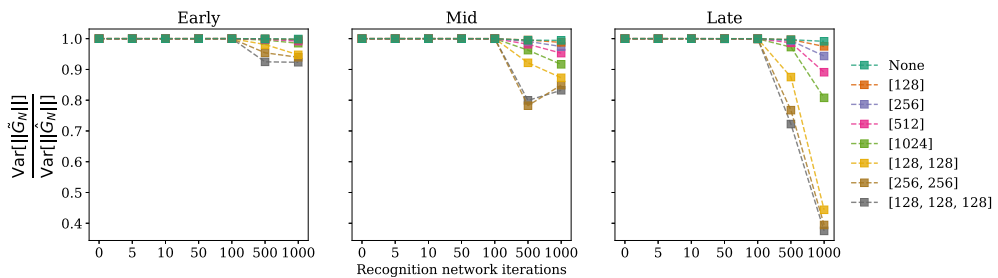 Early
Mid
Late
Var[||G̃_N||]
Var[||Ĝ_N||]
1.0
0.9
0.8
0.7
0.6
0.5
0.4
0 5 10 50 100 500 1000
0 5 10 50 100 500 1000
0 5 10 50 100 500 1000
Recognition network iterations
None
[128]
[256]
[512]
[1024]
[128, 128]
[256, 256]
[128, 128, 128]